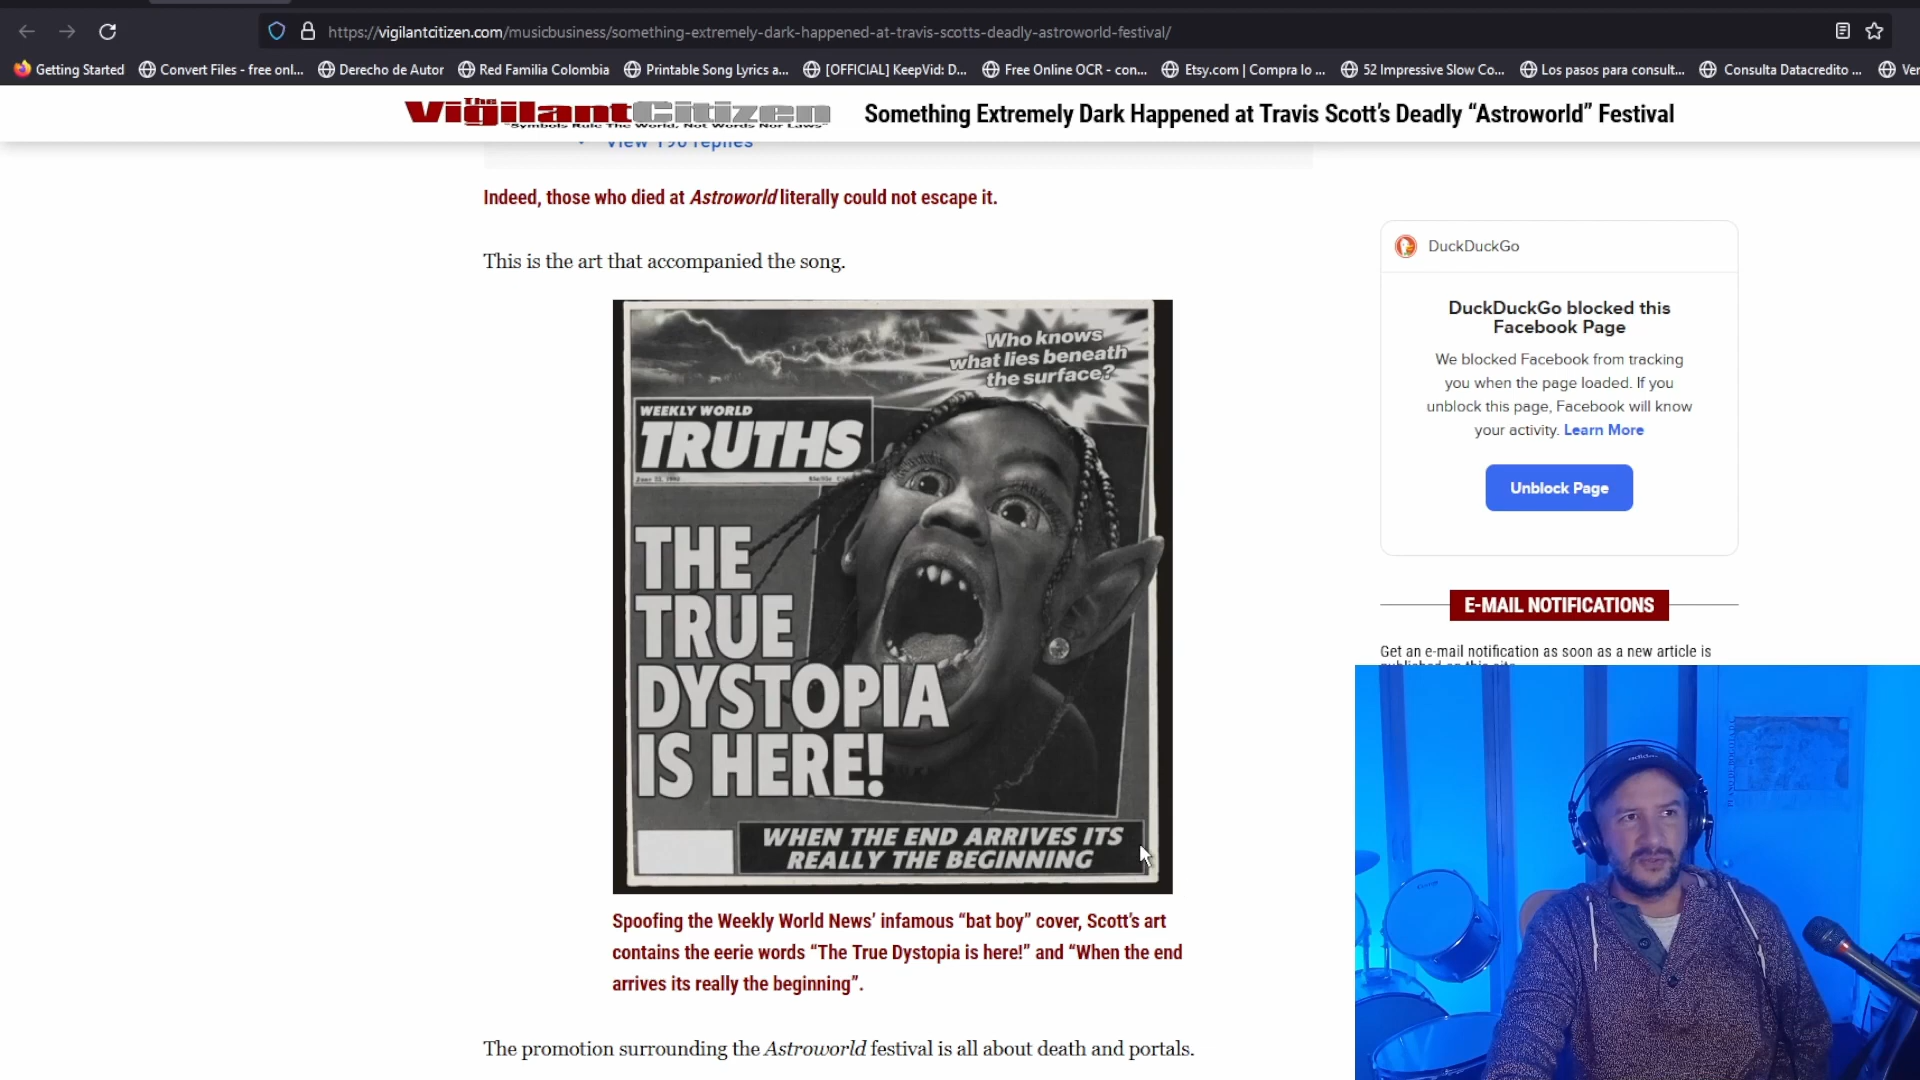 https://vigilantcitizen.com/musicbusiness/something-extremely-dark-happened-at-travis-scotts-deadly-astroworld-festival/
Getting Started
Convert Files - free onl...
Derecho de Autor
Red Familia Colombia
Printable Song Lyrics a...
[OFFICIAL] KeepVid: D...
Free Online OCR - con...
Etsy.com | Compra lo ...
52 Impressive Slow Co...
Los pasos para consult...
Consulta Datacredito ...
The VigilantCitizen
"Symbols Rule The World, Not Words Nor Laws"
Something Extremely Dark Happened at Travis Scott's Deadly “Astroworld” Festival
View 196 replies
Indeed, those who died at Astroworld literally could not escape it.
This is the art that accompanied the song.
Who knows
what lies beneath
the surface?
WEEKLY WORLD
TRUTHS
THE
TRUE
DYSTOPIA
IS HERE!
WHEN THE END ARRIVES ITS
REALLY THE BEGINNING
Spoofing the Weekly World News’ infamous “bat boy” cover, Scott’s art
contains the eerie words “The True Dystopia is here!” and “When the end
arrives its really the beginning”.
The promotion surrounding the Astroworld festival is all about death and portals.
DuckDuckGo
DuckDuckGo blocked this
Facebook Page
We blocked Facebook from tracking
you when the page loaded. If you
unblock this page, Facebook will know
your activity. Learn More
Unblock Page
E-MAIL NOTIFICATIONS
Get an e-mail notification as soon as a new article is
published on this site
adidas